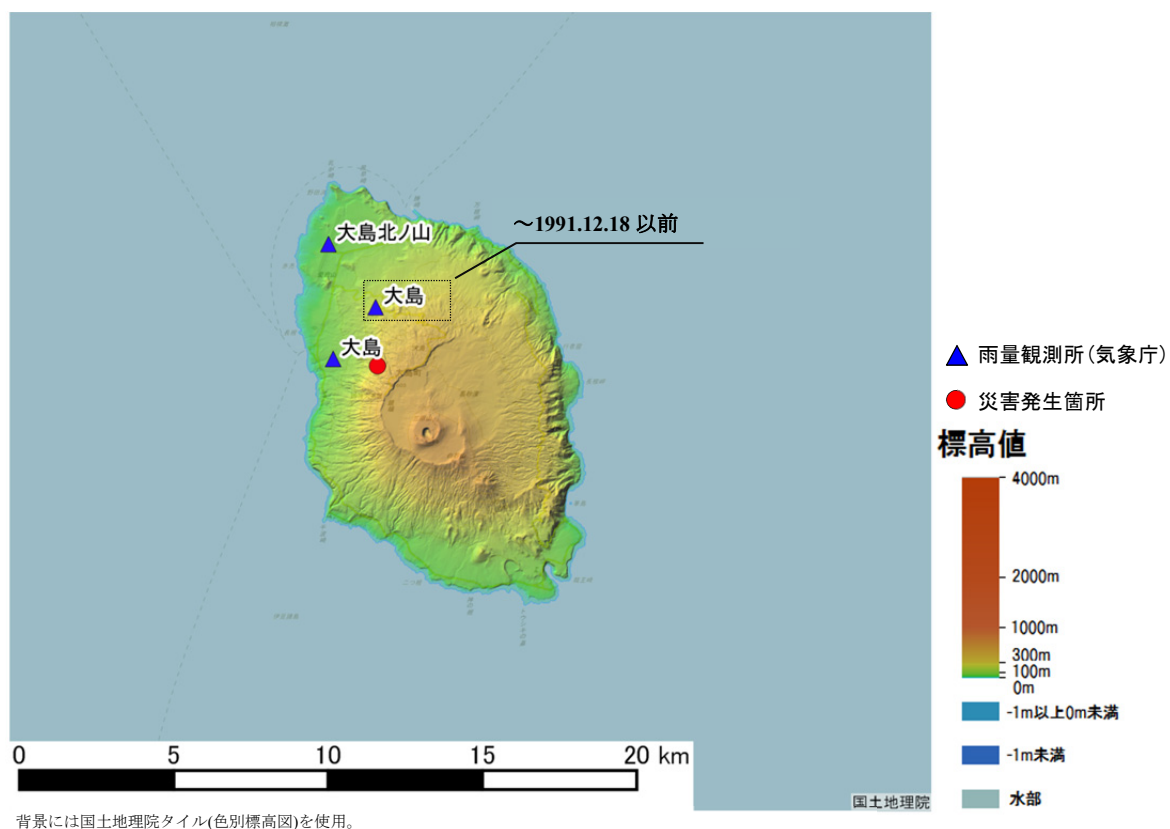 大島北ノ山
～1991.12.18 以前
大島
大島
雨量観測所(気象庁)
災害発生箇所
標高値
4000m
2000m
1000m
300m
100m
0m
-1m以上0m未満
-1m未満
水部
0 5 10 15 20 km
国土地理院
背景には国土地理院タイル(色別標高図)を使用。